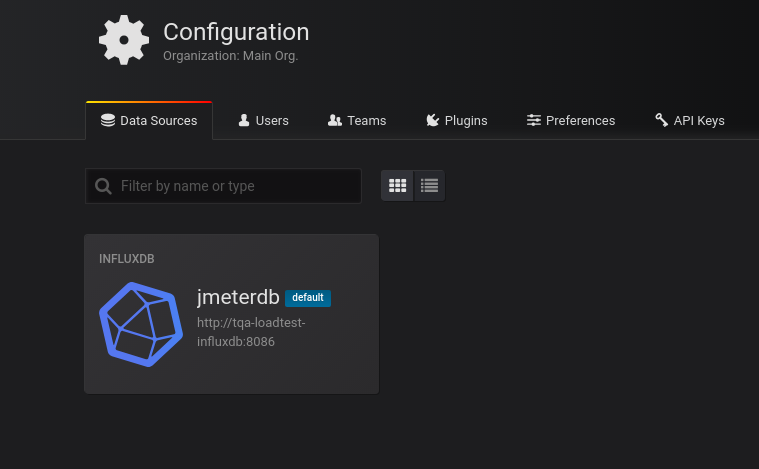 Configuration
Organization: Main Org.
Data Sources Users Teams Plugins Preferences API Keys
Filter by name or type
INFLUXDB
jmeterdb default
http://tqa-loadtest-
influxdb:8086